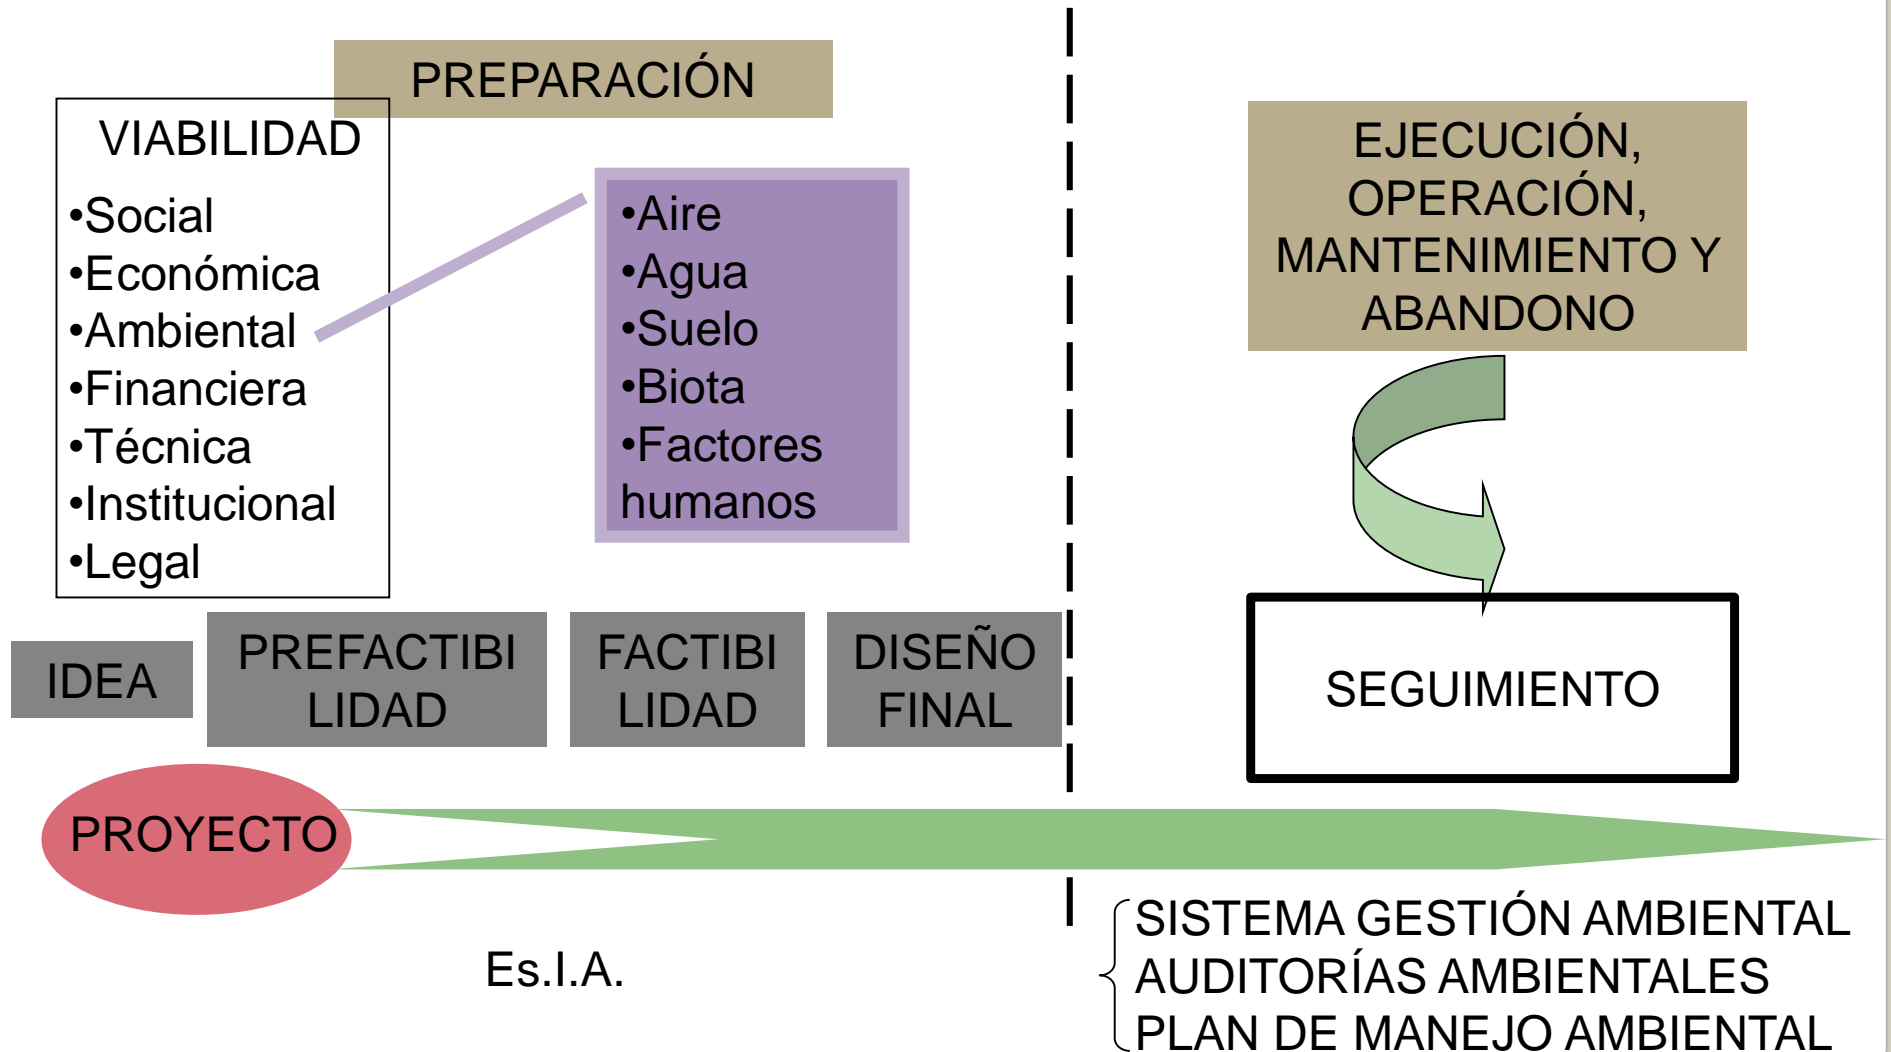 PREPARACIÓN
VIABILIDAD
•Social
•Económica
•Ambiental
•Financiera
•Técnica
•Institucional
•Legal
•Aire
•Agua
•Suelo
•Biota
•Factores
humanos
EJECUCIÓN,
OPERACIÓN,
MANTENIMIENTO Y
ABANDONO
IDEA
PREFACTIBI
LIDAD
FACTIBI
LIDAD
DISEÑO
FINAL
SEGUIMIENTO
PROYECTO
Es.I.A.
SISTEMA GESTIÓN AMBIENTAL
AUDITORÍAS AMBIENTALES
PLAN DE MANEJO AMBIENTAL